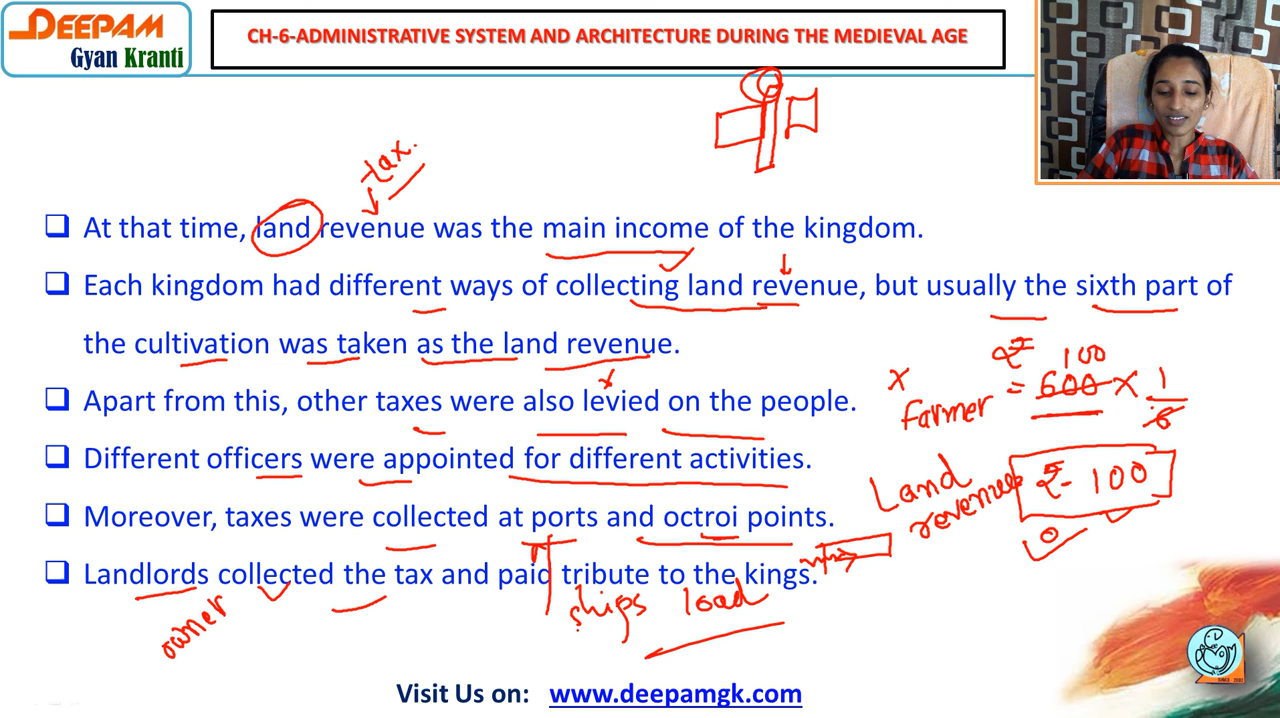 DEEPAM
Gyan Kranti
CH-6-ADMINISTRATIVE SYSTEM AND ARCHITECTURE DURING THE MEDIEVAL AGE
tax.
At that time, land revenue was the main income of the kingdom.
Each kingdom had different ways of collecting land revenue, but usually the sixth part of
the cultivation was taken as the land revenue.
₹ 100
x
Farmer = 600 x 1/6
Apart from this, other taxes were also levied on the people.
Different officers were appointed for different activities.
Land
revenue ₹- 100
Moreover, taxes were collected at ports and octroi points.
Landlords collected the tax and paid tribute to the kings.
owner
ships load
SINCE 2001
Visit Us on: www.deepamgk.com